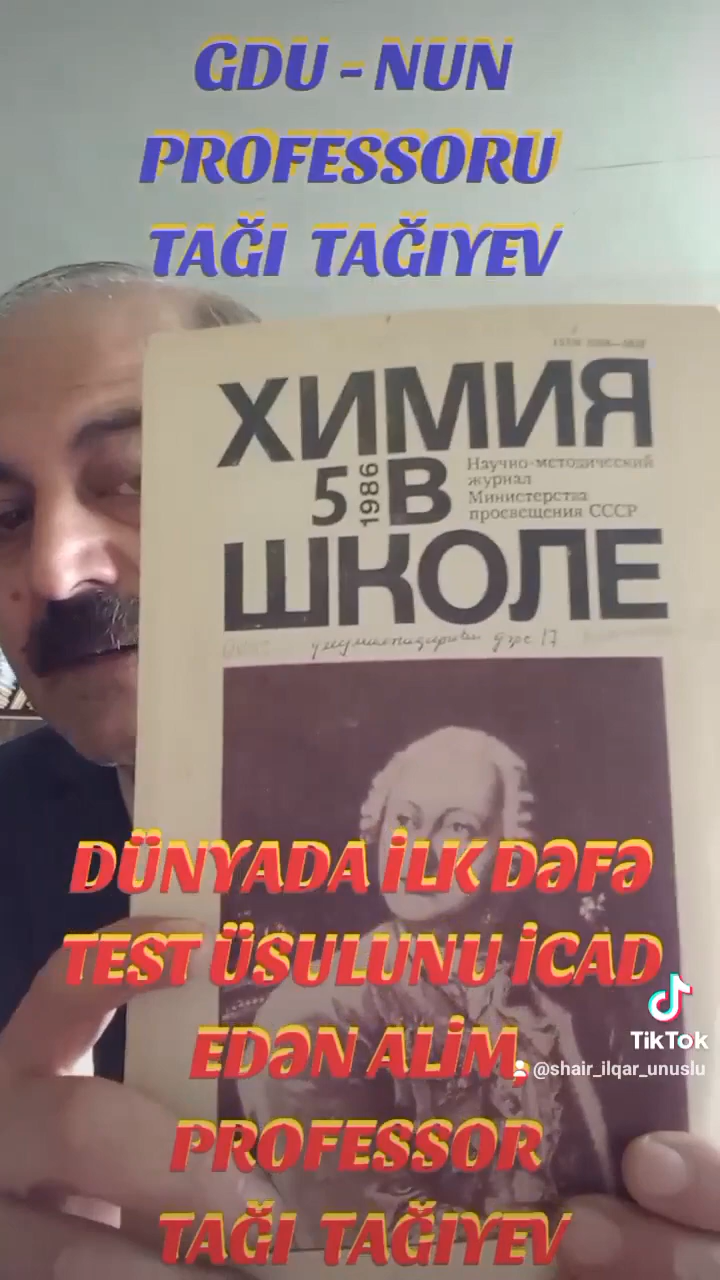 GDU - NUN
PROFESSORU
TAĞI TAĞIYEV
ХИМИЯ
5 1986 В
Научно-методический
журнал
Министерства
просвещения СССР
ШКОЛЕ
17
DÜNYADA İLK DƏFƏ
TEST ÜSULUNU İCAD
EDƏN ALİM,
PROFESSOR
TAĞI TAĞIYEV
TikTok
@shair_ilqar_unuslu